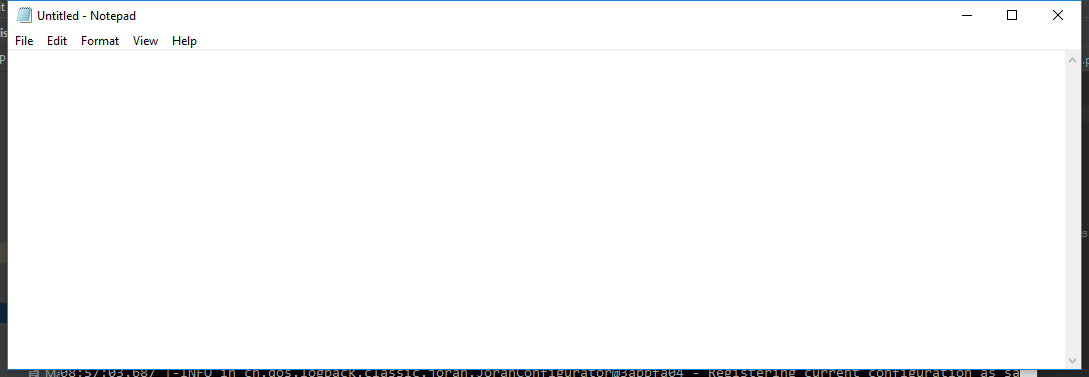 Untitled - Notepad
File Edit Format View Help
08:57:03.687 |-INFO in ch.qos.logback.classic.joran.JoranConfigurator@3abbfa04 - Registering current configuration as sa